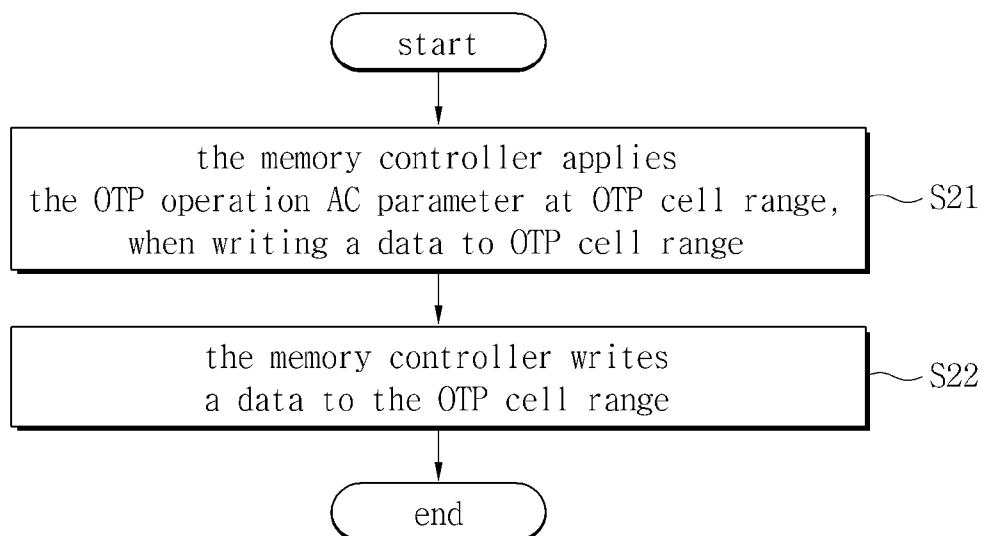 start
the memory controller applies
the OTP operation AC parameter at OTP cell range,
when writing a data to OTP cell range
S21
the memory controller writes
a data to the OTP cell range
S22
end